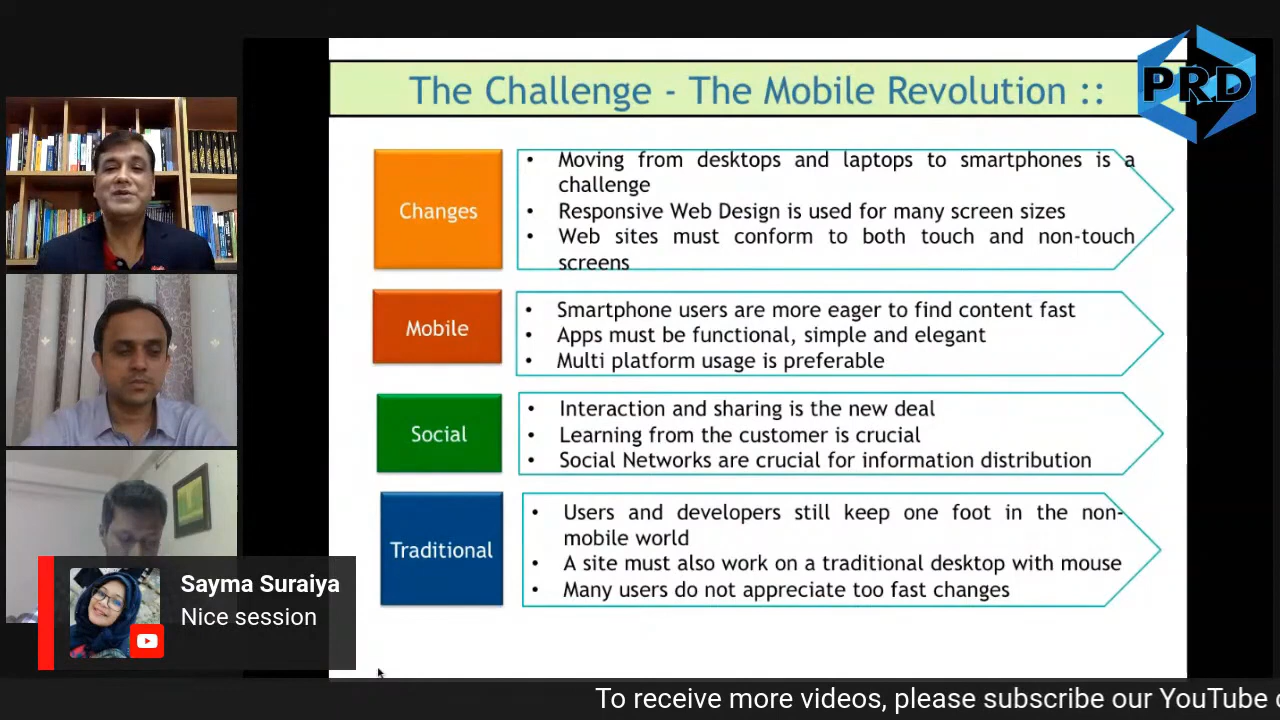 The Challenge - The Mobile Revolution ::
PRD
Changes
• Moving from desktops and laptops to smartphones is a
challenge
• Responsive Web Design is used for many screen sizes
• Web sites must conform to both touch and non-touch
screens
Mobile
• Smartphone users are more eager to find content fast
• Apps must be functional, simple and elegant
• Multi platform usage is preferable
Social
• Interaction and sharing is the new deal
• Learning from the customer is crucial
• Social Networks are crucial for information distribution
Traditional
• Users and developers still keep one foot in the non-
mobile world
• A site must also work on a traditional desktop with mouse
• Many users do not appreciate too fast changes
Sayma Suraiya
Nice session
To receive more videos, please subscribe our YouTube